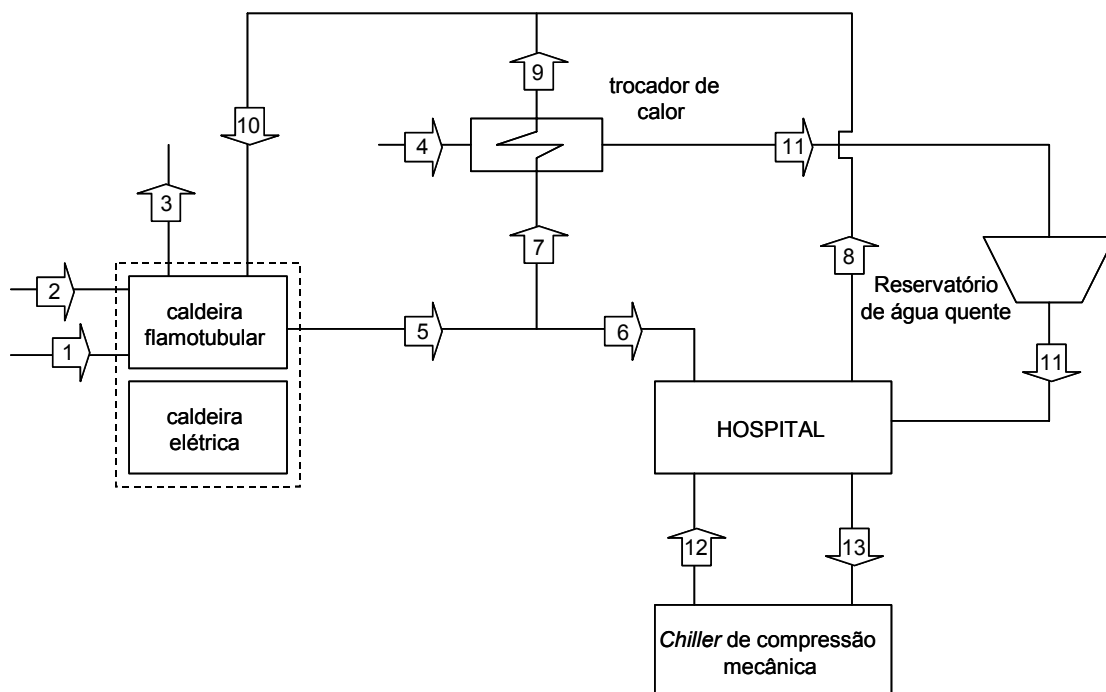 9
trocador de
calor
10
4
11
3
7
8
2
caldeira
flamotubular
Reservatório
de água quente
5
6
1
11
caldeira
elétrica
HOSPITAL
12
13
Chiller de compressão
mecânica